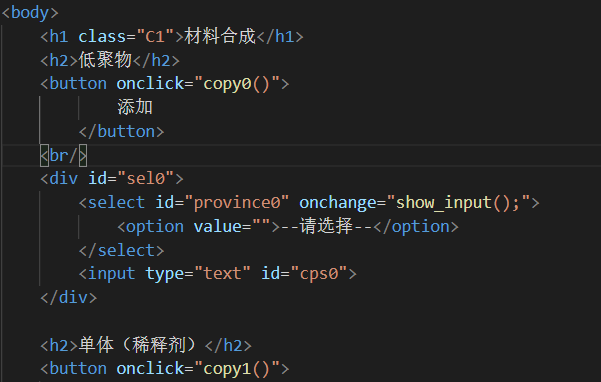 <body>
<h1 class="C1">材料合成</h1>
<h2>低聚物</h2>
<button onclick="copy0()">
添加
</button>
<br/>
<div id="sel0">
<select id="province0" onchange="show_input();">
<option value="">--请选择--</option>
</select>
<input type="text" id="cps0">
</div>
<h2>单体（稀释剂）</h2>
<button onclick="copy1()">